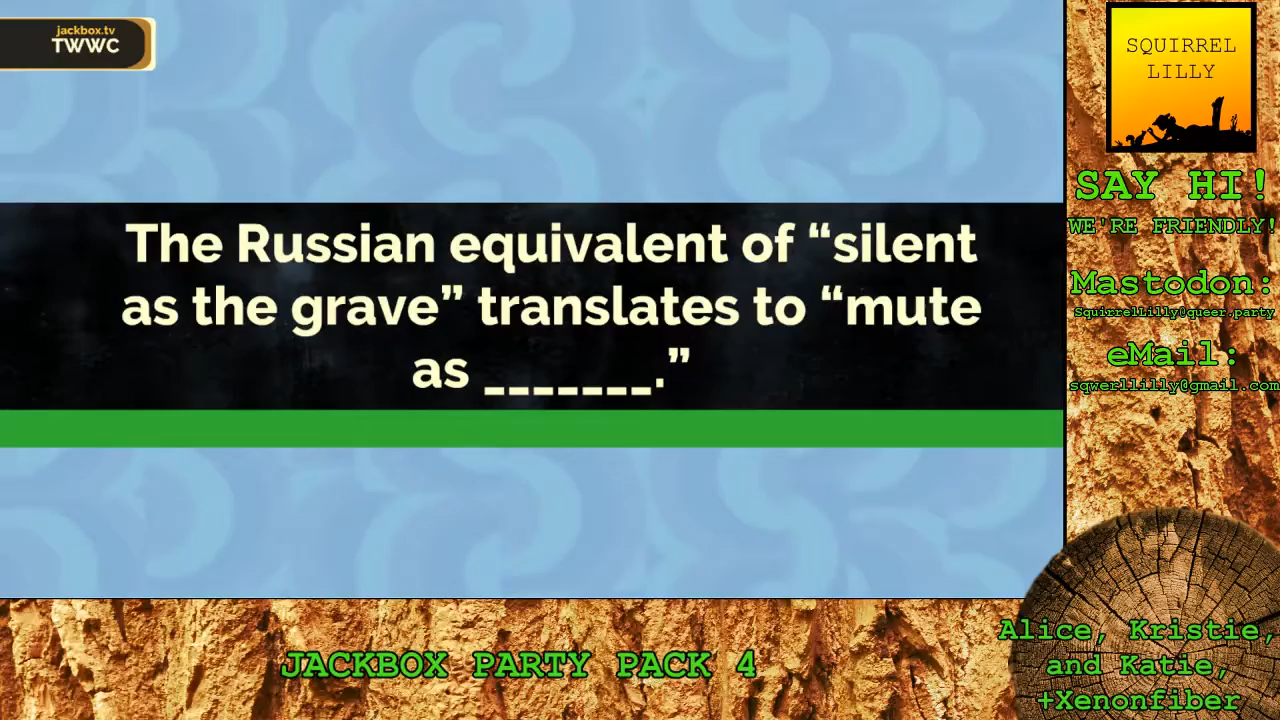 jackbox.tv
TWWC
The Russian equivalent of “silent
as the grave” translates to “mute
as _______.”
SQUIRREL
LILLY
SAY HI!
WE'RE FRIENDLY!
Mastodon:
SquirrelLilly@queer.party
eMail:
sqwerllilly@gmail.com
JACKBOX PARTY PACK 4
Alice, Kristie,
and Katie,
+Xenonfiber